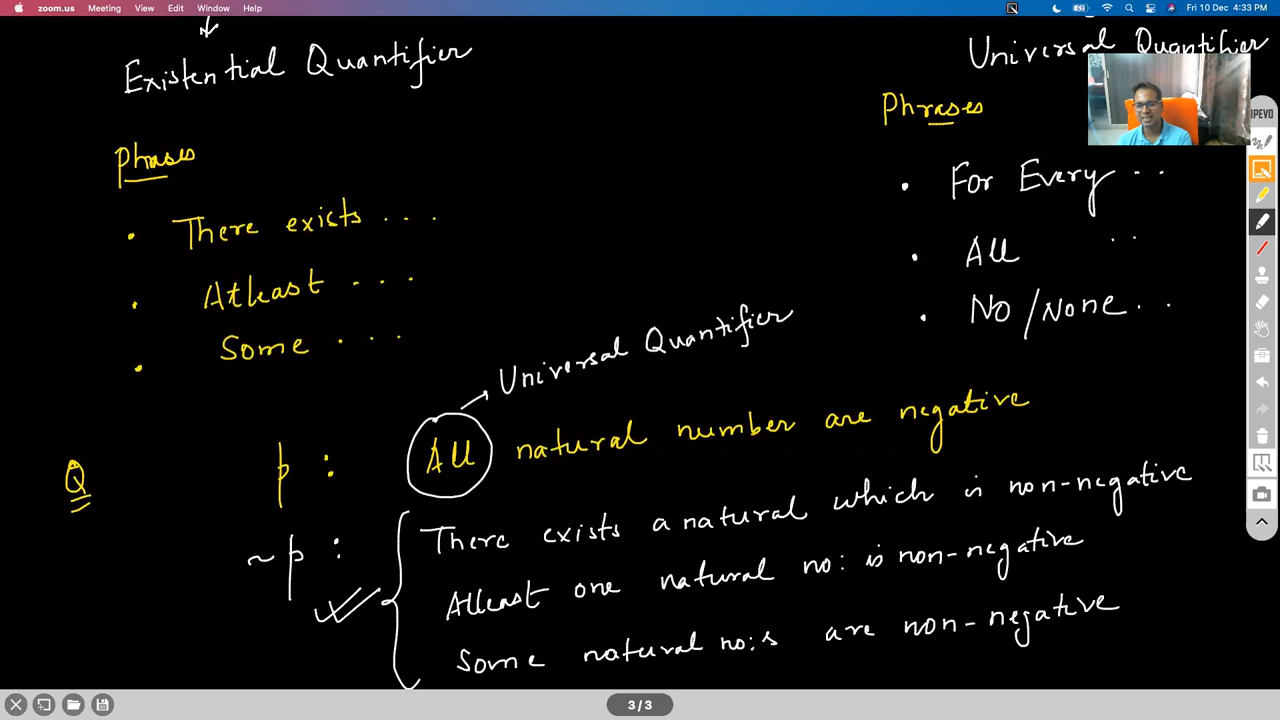 zoom.us Meeting View Edit Window Help Fri 10 Dec 4:33 PM
Existential Quantifier
Universal Quantifier
Phrases
Phrases
• There exists . . .
• For Every . . .
• Atleast . . .
• All . .
• Some . . .
• No / None . . .
Universal Quantifier
Q p : All natural number are negative
~p : There exists a natural which is non-negative
Atleast one natural no: is non-negative
Some natural no:s are non-negative
IPEVO
3 / 3